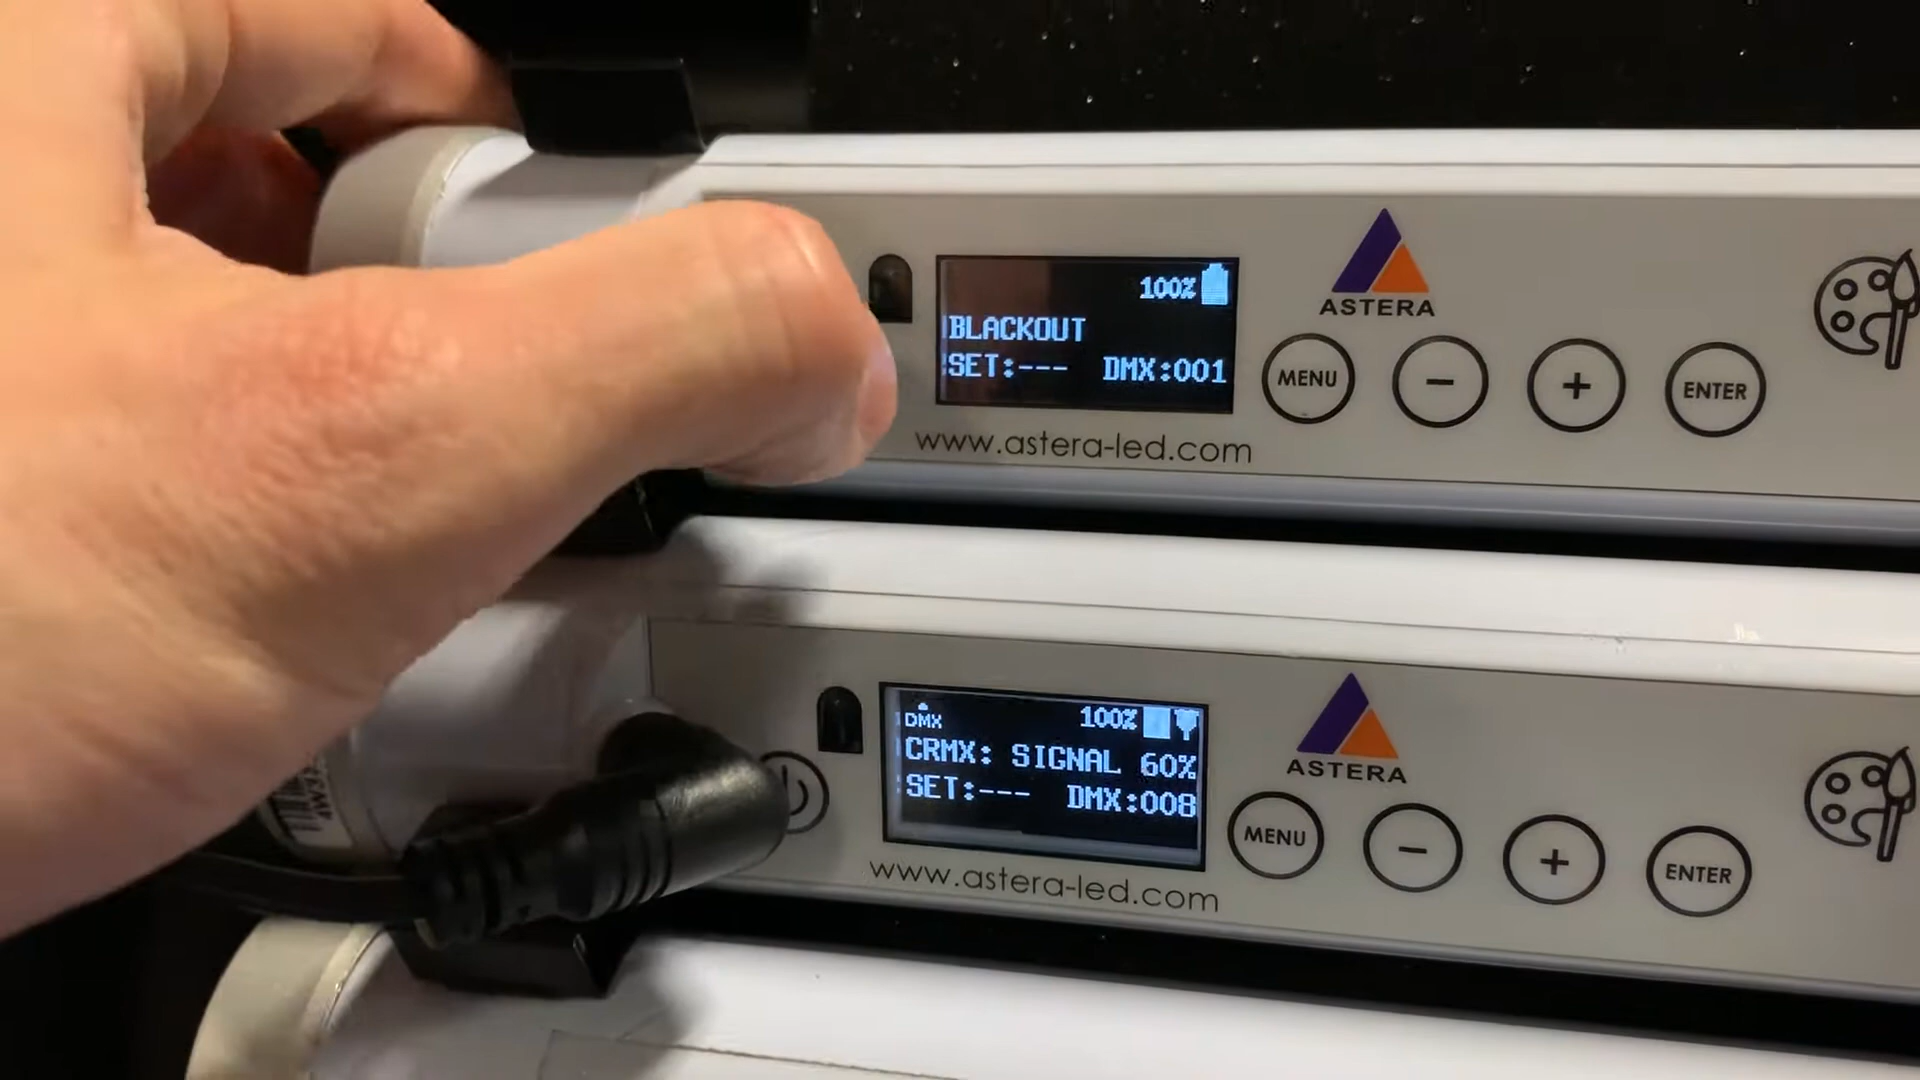 100%
BLACKOUT
SET:--- DMX:001
www.astera-led.com
ASTERA
MENU
−
+
ENTER
DMX
100%
CRMX: SIGNAL 60%
SET:--- DMX:008
www.astera-led.com
ASTERA
MENU
−
+
ENTER